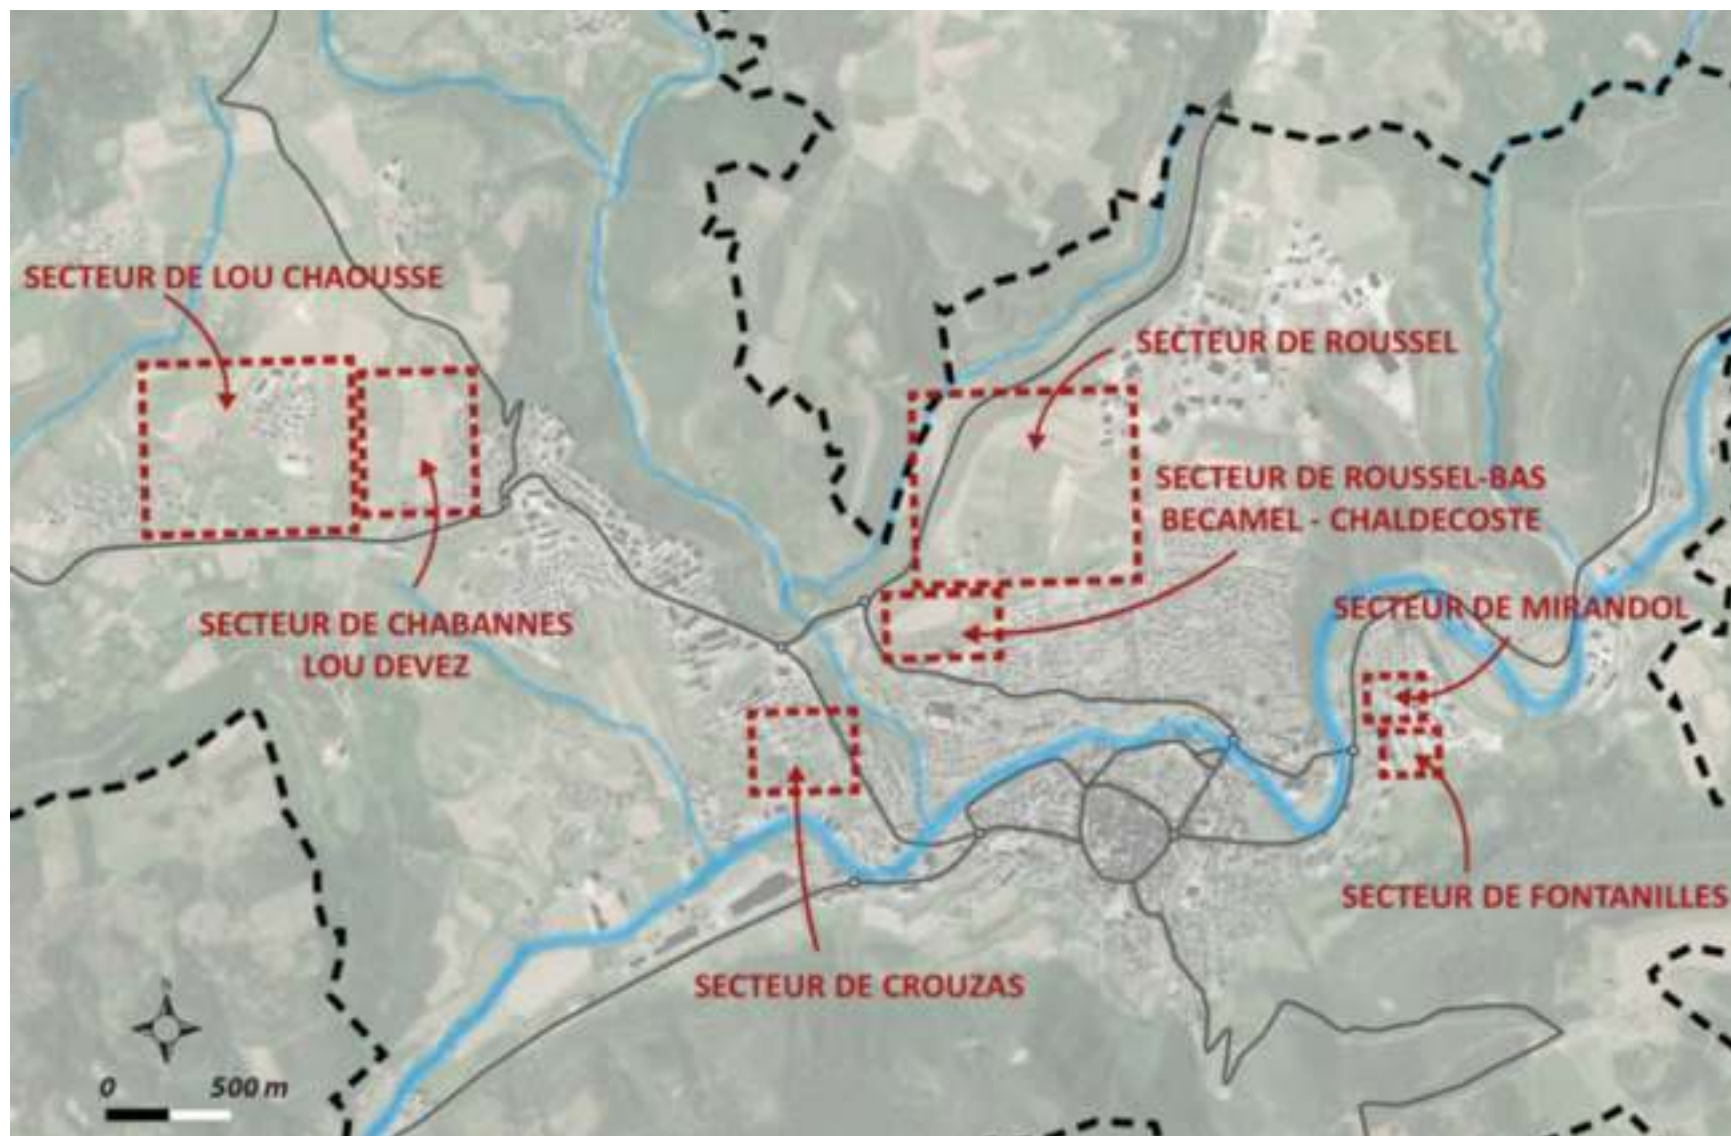 SECTEUR DE LOU CHAOUSSE
SECTEUR DE ROUSSEL
SECTEUR DE ROUSSEL-BAS
BECAMEL - CHALDECOSTE
SECTEUR DE MIRANDOL
SECTEUR DE CHABANNES
LOU DEVEZ
SECTEUR DE FONTANILLES
SECTEUR DE CROUZAS
N
0 500 m